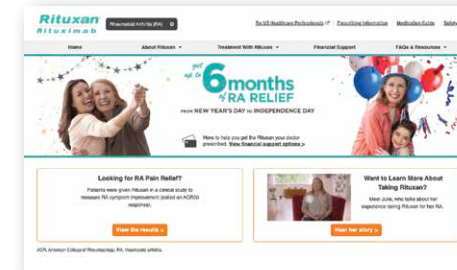 Rituxan
Rituximab
Rheumatoid Arthritis (RA)
For US Healthcare Professionals
Prescribing Information
Medication Guide
Safety
Home
About Rituxan
Treatment With Rituxan
Financial Support
FAQs & Resources
get
up to 6 months
of RA RELIEF
FROM NEW YEAR'S DAY TO INDEPENDENCE DAY
Here to help you get the Rituxan your doctor
prescribed. View financial support options >
Looking for RA Pain Relief?
Patients were given Rituxan in a clinical study to
measure RA symptom improvement (called an ACR20
response).
View the results >
Want to Learn More About
Taking Rituxan?
Meet Julie, who talks about her
experience taking Rituxan for her RA.
Hear her story >
ACR, American College of Rheumatology; RA, rheumatoid arthritis.